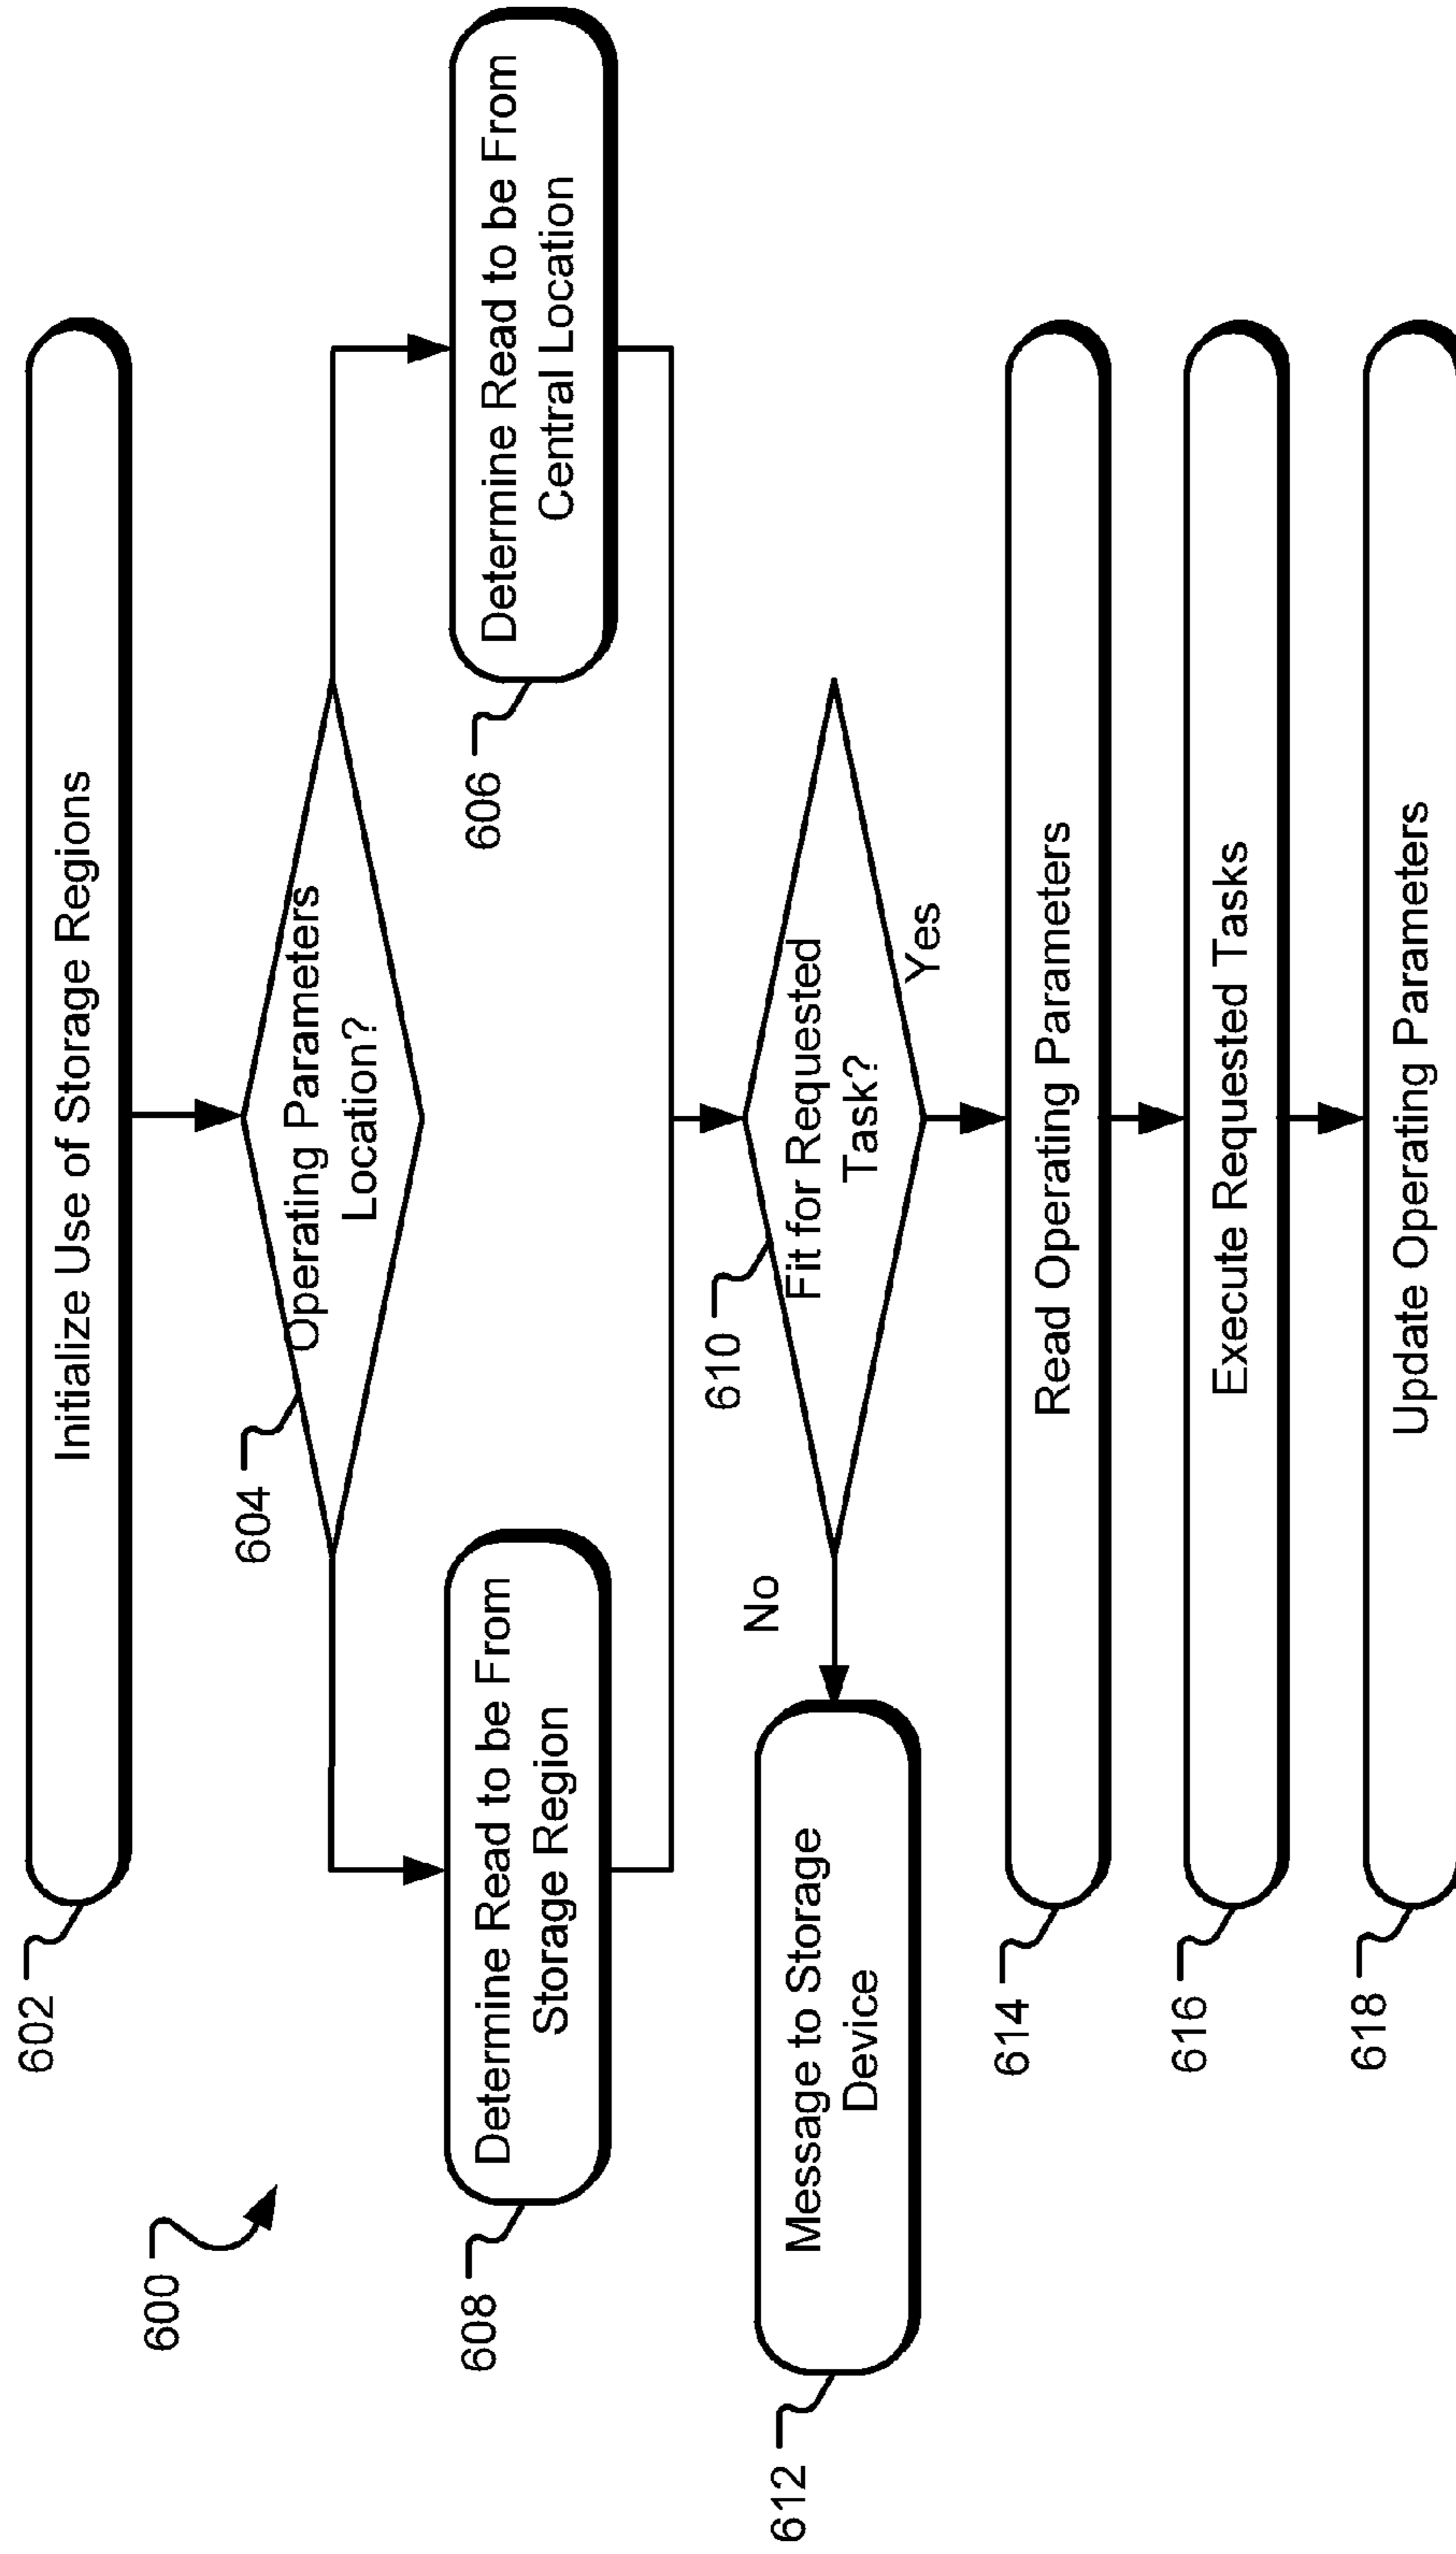 600
602
Initialize Use of Storage Regions
604
Operating Parameters
Location?
608
Determine Read to be From
Storage Region
606
Determine Read to be From
Central Location
610
Fit for Requested
Task?
No
Yes
612
Message to Storage
Device
614
Read Operating Parameters
616
Execute Requested Tasks
618
Update Operating Parameters